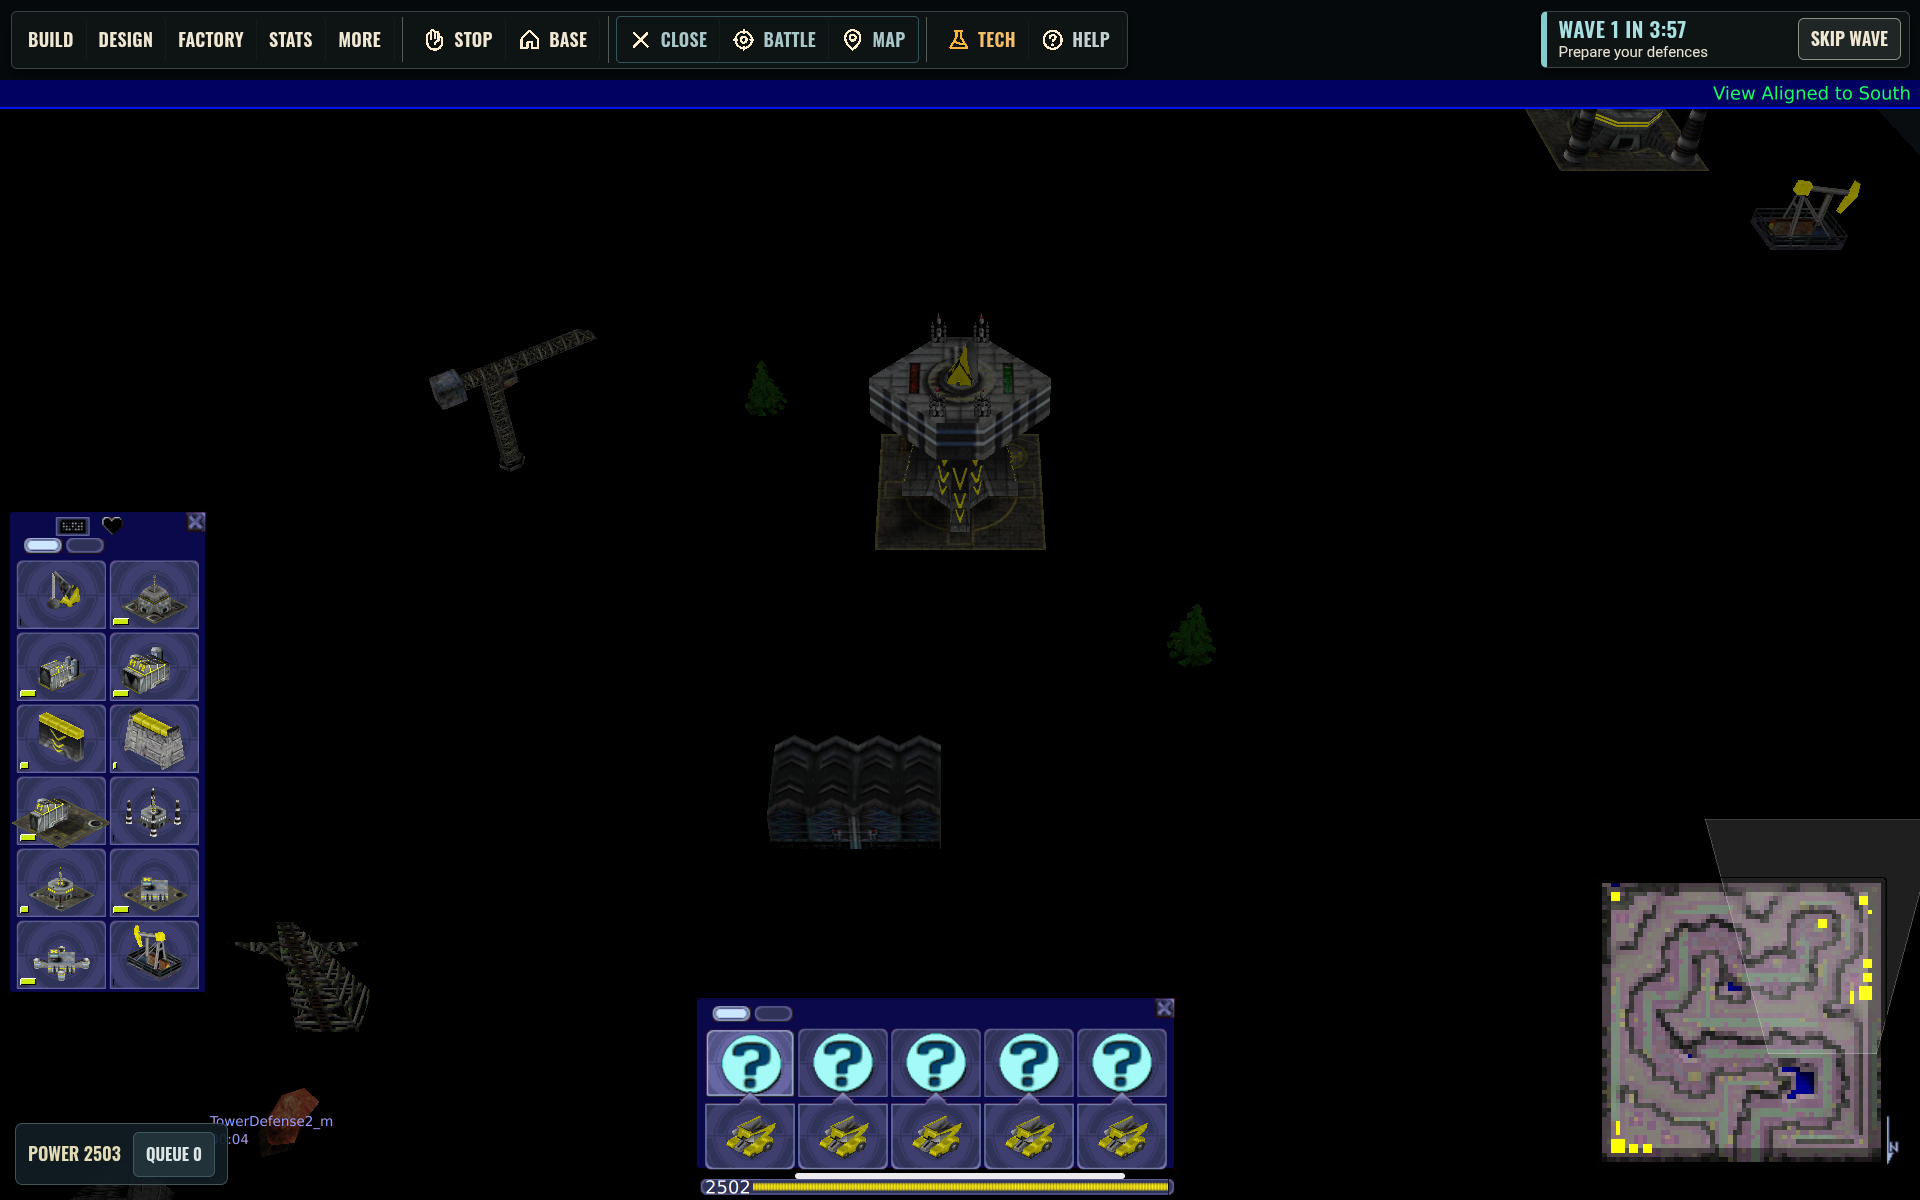 BUILD DESIGN FACTORY STATS MORE STOP BASE CLOSE BATTLE MAP TECH HELP
WAVE 1 IN 3:57
Prepare your defences
SKIP WAVE
View Aligned to South
TowerDefense2_m
:04
POWER 2503
QUEUE 0
2502
N